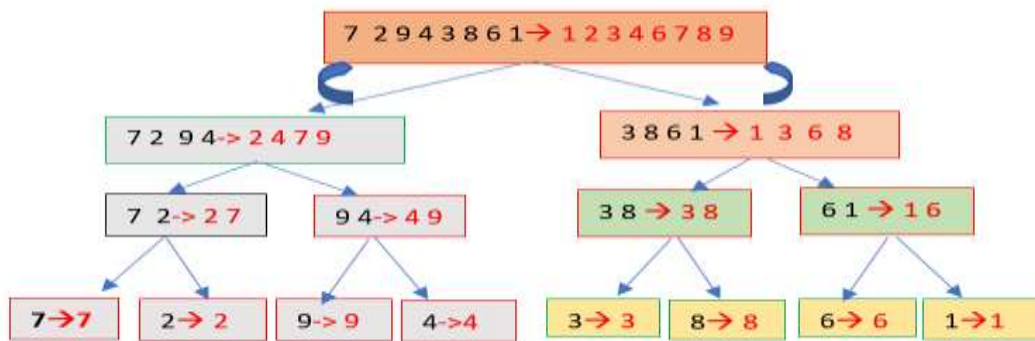 7 2 9 4 3 8 6 1 → 1 2 3 4 6 7 8 9
7 2 9 4 -> 2 4 7 9
3 8 6 1 → 1 3 6 8
7 2 -> 2 7
9 4 -> 4 9
3 8 → 3 8
6 1 → 1 6
7 → 7
2 → 2
9 -> 9
4 -> 4
3 → 3
8 → 8
6 → 6
1 → 1